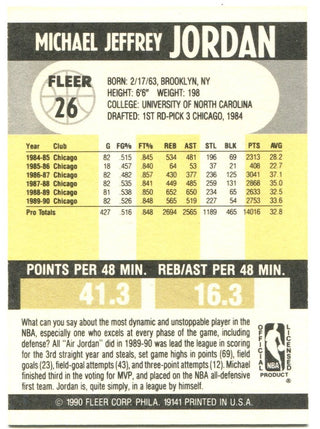 MICHAEL JEFFREY JORDAN
FLEER
26
BORN: 2/17/63, BROOKLYN, NY
HEIGHT: 6'6" WEIGHT: 198
COLLEGE: UNIVERSITY OF NORTH CAROLINA
DRAFTED: 1ST RD-PICK 3 CHICAGO, 1984
Year Club G FG% FT% REB AST STL BLK PTS AVG
1984-85 Chicago 82 .515 .845 534 481 196 69 2313 28.2
1985-86 Chicago 18 .457 .840 64 53 37 21 408 22.7
1986-87 Chicago 82 .482 .857 430 377 236 125 3041 37.1
1987-88 Chicago 82 .535 .841 449 485 259 131 2868 35.0
1988-89 Chicago 81 .538 .850 652 650 234 65 2633 32.5
1989-90 Chicago 82 .526 .848 565 519 227 54 2753 33.6
Pro Totals 427 .516 .848 2694 2565 1189 465 14016 32.8
POINTS PER 48 MIN. REB/AST PER 48 MIN.
41.3 16.3
What can you say about the most dynamic and unstoppable player in the
NBA, especially one who excels at every phase of the game, including
defense? All "Air Jordan" did in 1989-90 was lead the league in scoring
for the 3rd straight year and steals, set game highs in points (69), field
goals (23), field-goal attempts (43), and three-point attempts (12). Michael
finished third in the voting for MVP, and placed on the NBA all-defensive
first team. Jordan is, quite simply, in a league by himself.
OFFICIAL LICENSED
NBA
PRODUCT
© 1990 FLEER CORP. PHILA. 19141 PRINTED IN U.S.A.